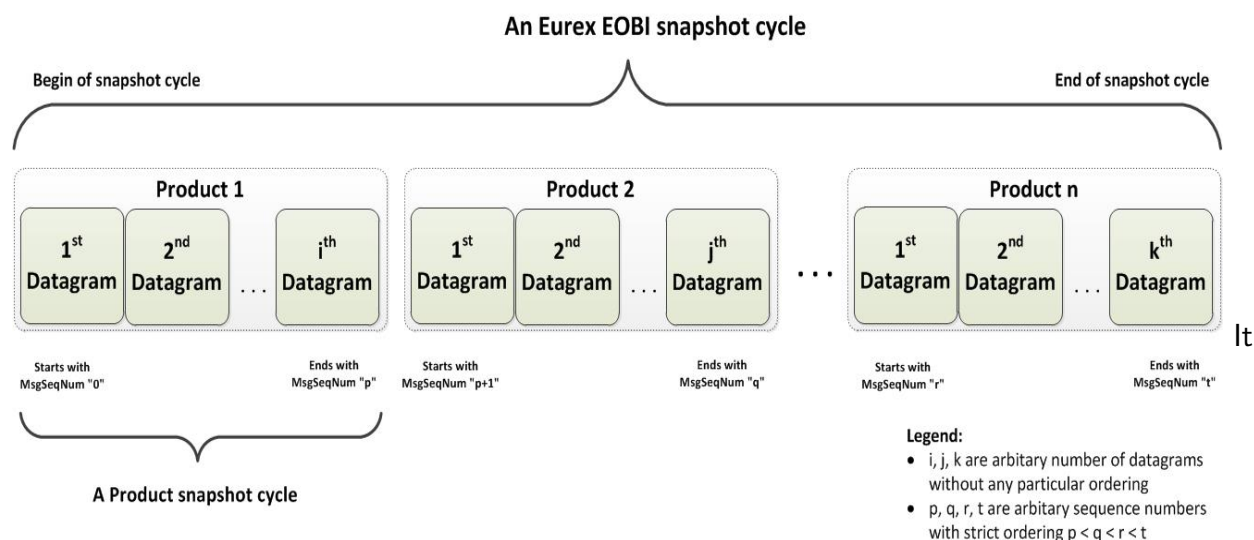 An Eurex EOBI snapshot cycle
Begin of snapshot cycle
End of snapshot cycle
Product 1
1st Datagram
2nd Datagram
...
ith Datagram
Product 2
1st Datagram
2nd Datagram
...
jth Datagram
...
Product n
1st Datagram
2nd Datagram
...
kth Datagram
It
Starts with
MsgSeqNum "0"
Ends with
MsgSeqNum "p"
Starts with
MsgSeqNum "p+1"
Ends with
MsgSeqNum "q"
Starts with
MsgSeqNum "r"
Ends with
MsgSeqNum "t"
A Product snapshot cycle
Legend:
• i, j, k are arbitary number of datagrams
without any particular ordering
• p, q, r, t are arbitary sequence numbers
with strict ordering p < q < r < t